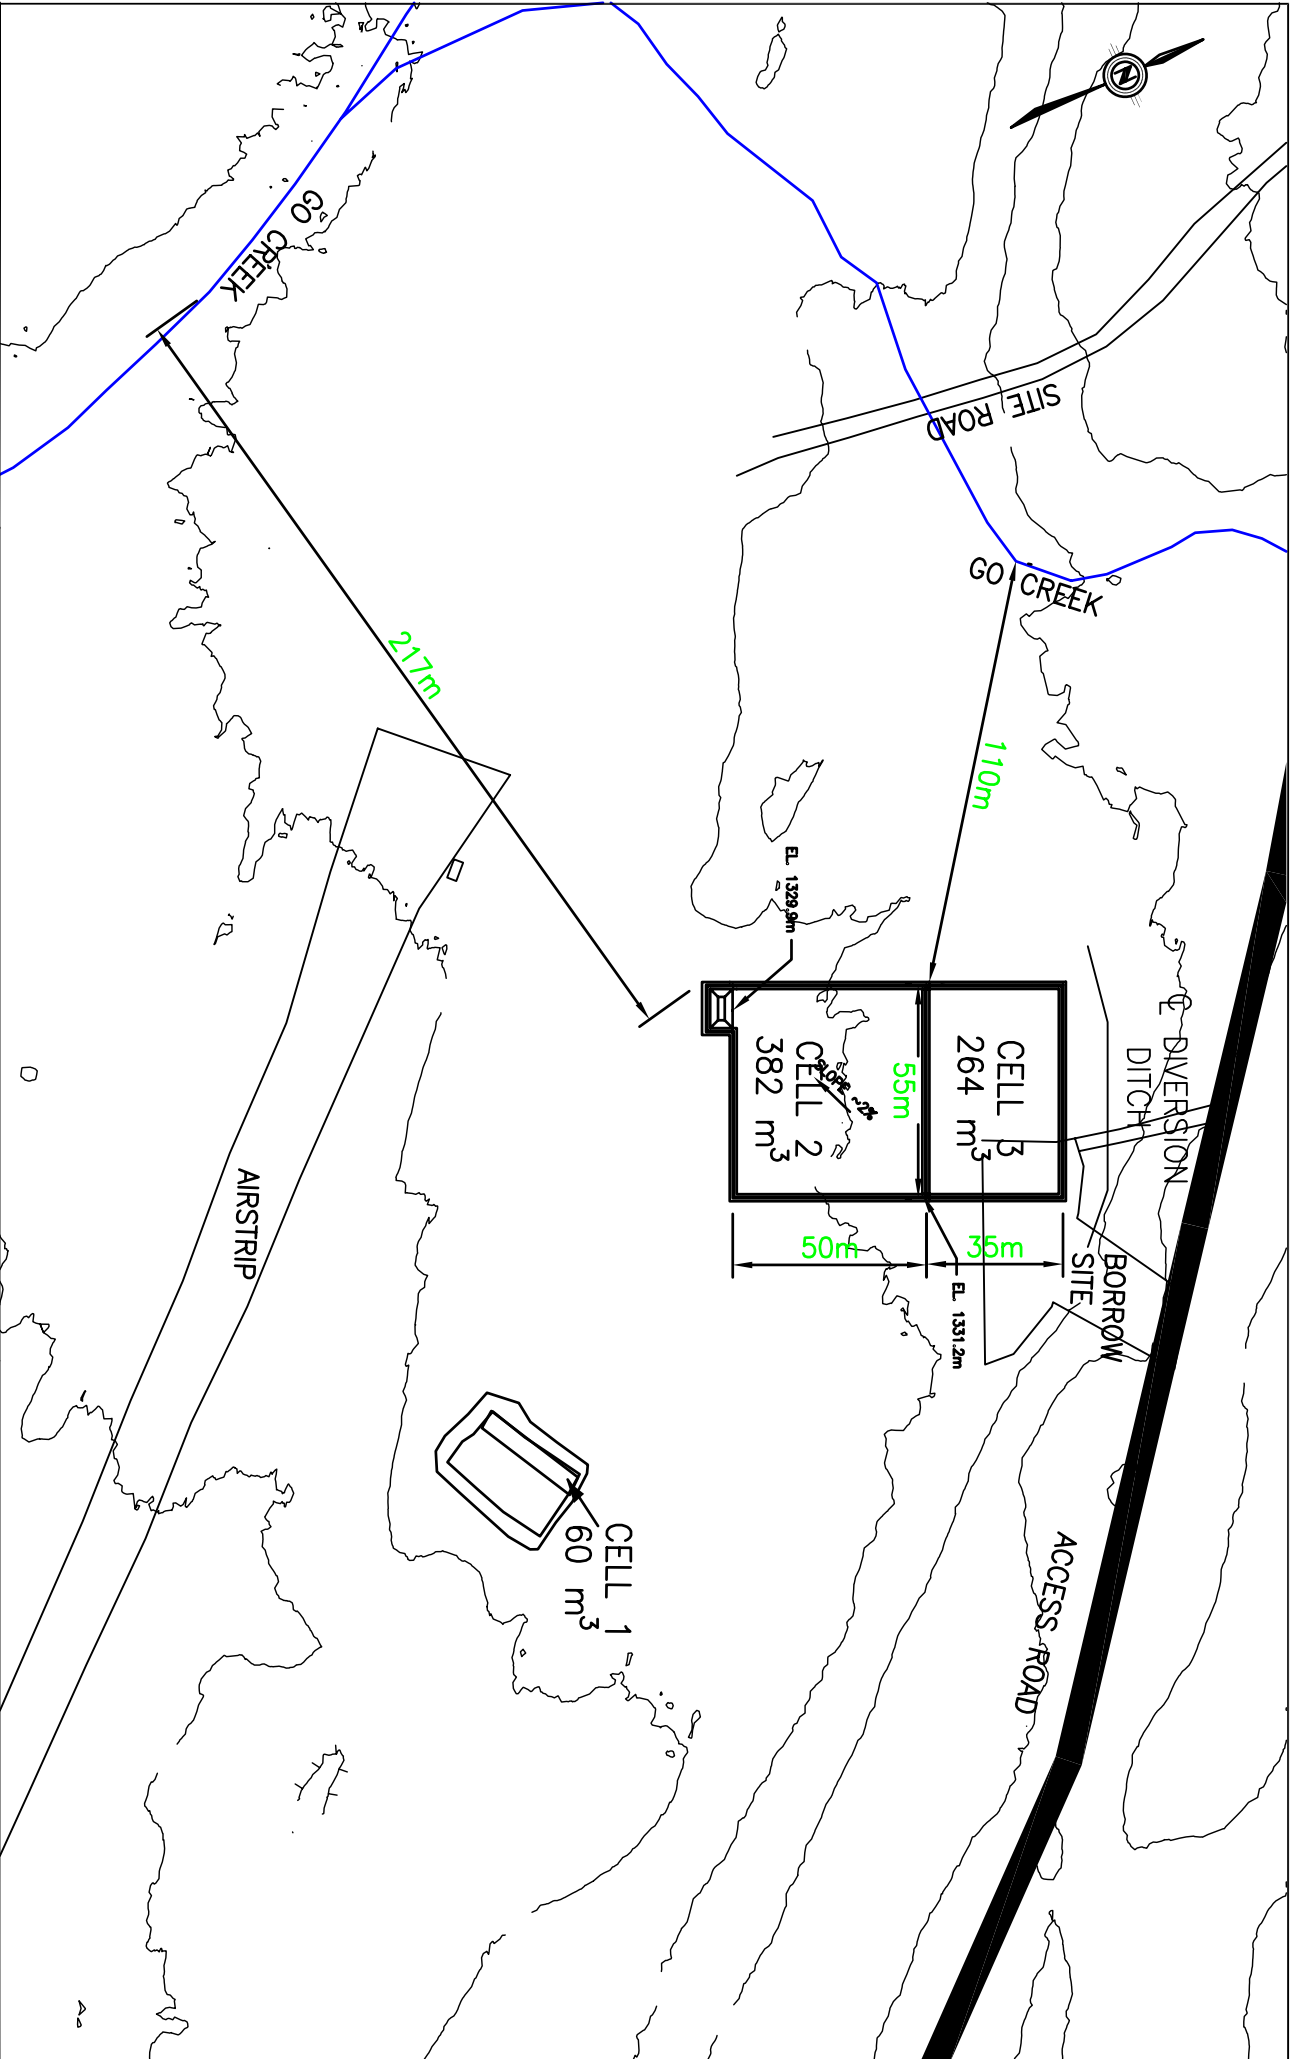 N
GO CREEK
SITE ROAD
GO CREEK
217m
110m
EL. 1329.9m
℄ DIVERSION
DITCH
CELL 3
264 m³
55m
CELL 2
382 m³
SLOPE ~2%
50m
35m
EL. 1331.2m
BORROW
SITE
AIRSTRIP
CELL 1
60 m³
ACCESS ROAD